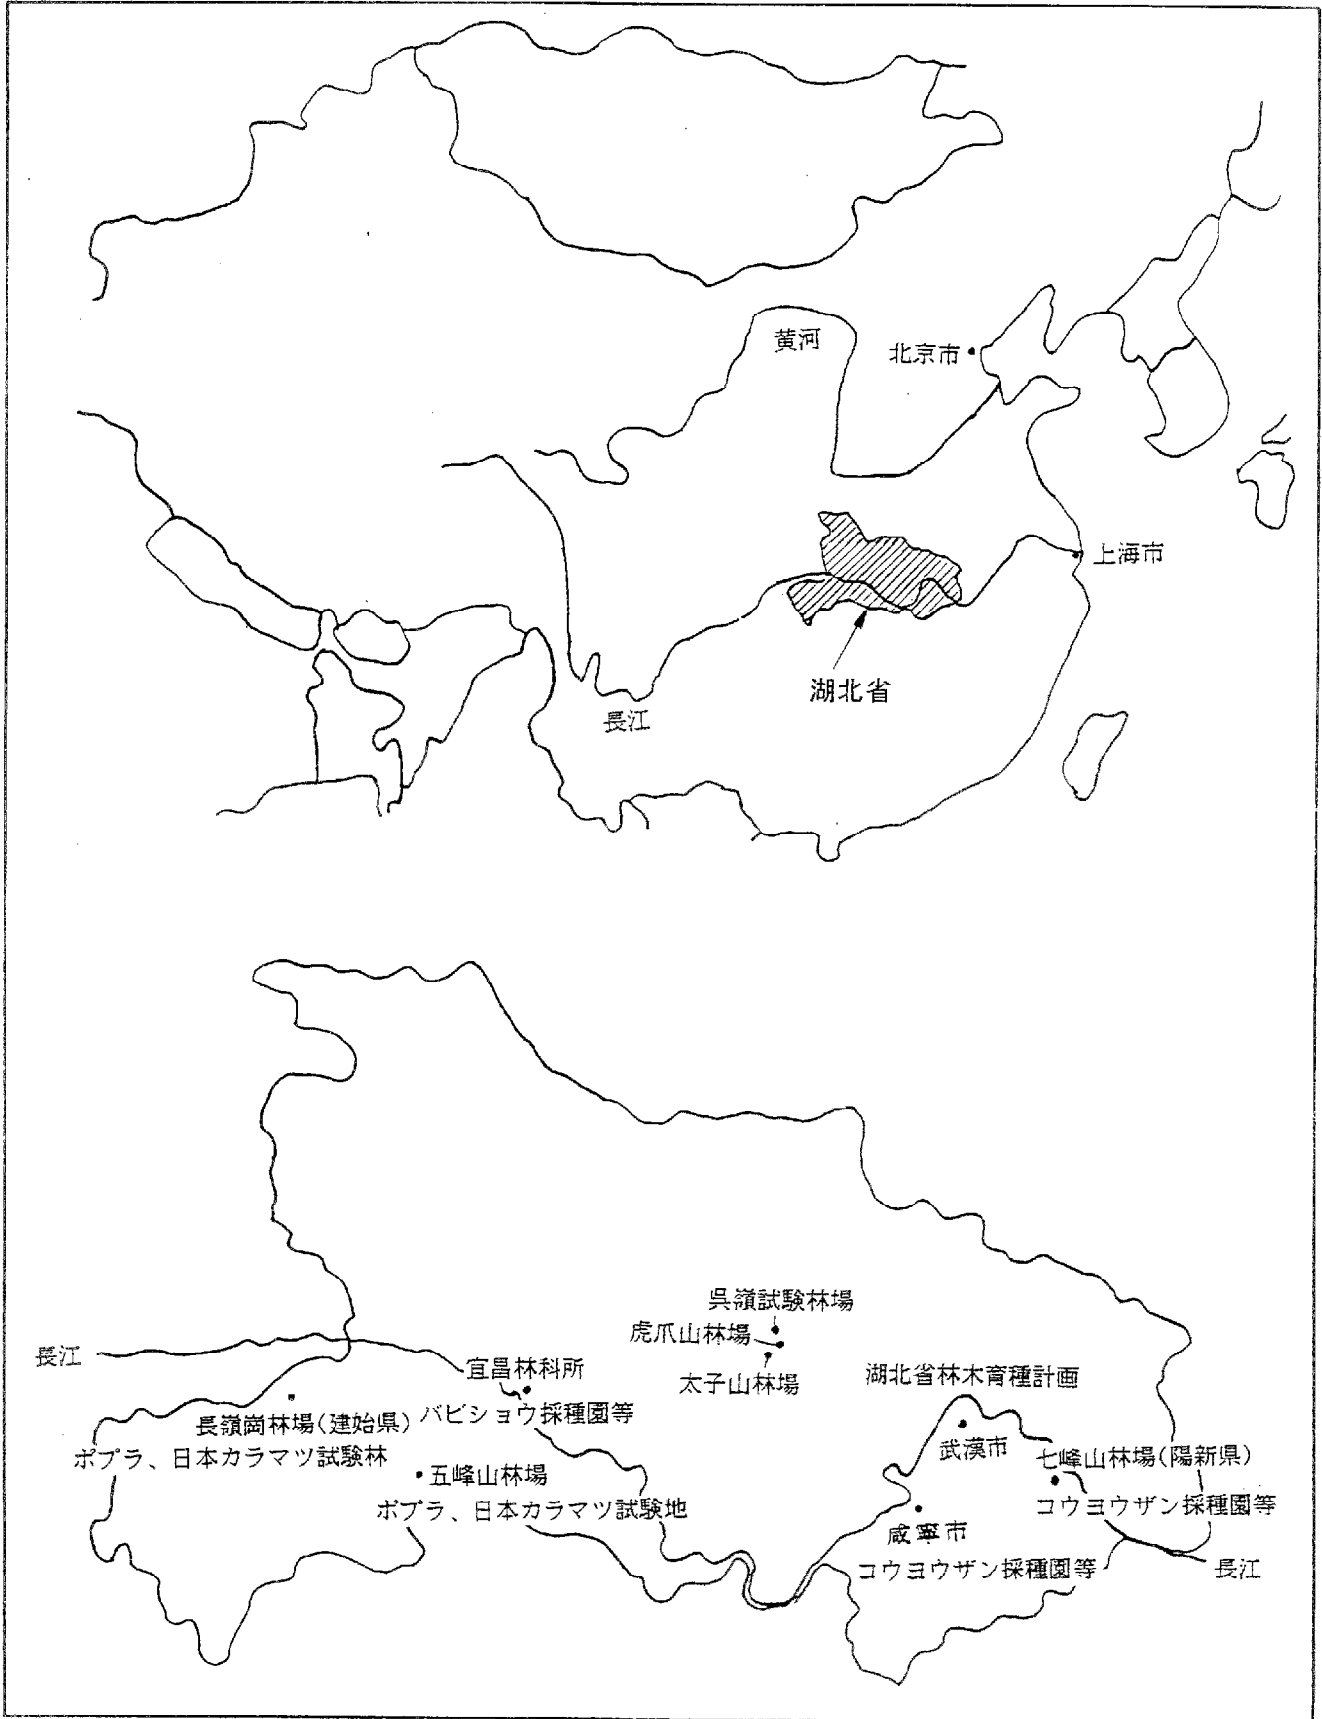 黄河
北京市
上海市
湖北省
長江
呉嶺試験林場
虎爪山林場
太子山林場
長江
宜昌林科所
バビショウ採種園等
湖北省林木育種計画
長嶺崗林場(建始県)
ポプラ、日本カラマツ試験林
武漢市
七峰山林場(陽新県)
コウヨウザン採種園等
五峰山林場
ポプラ、日本カラマツ試験地
咸寧市
コウヨウザン採種園等
長江